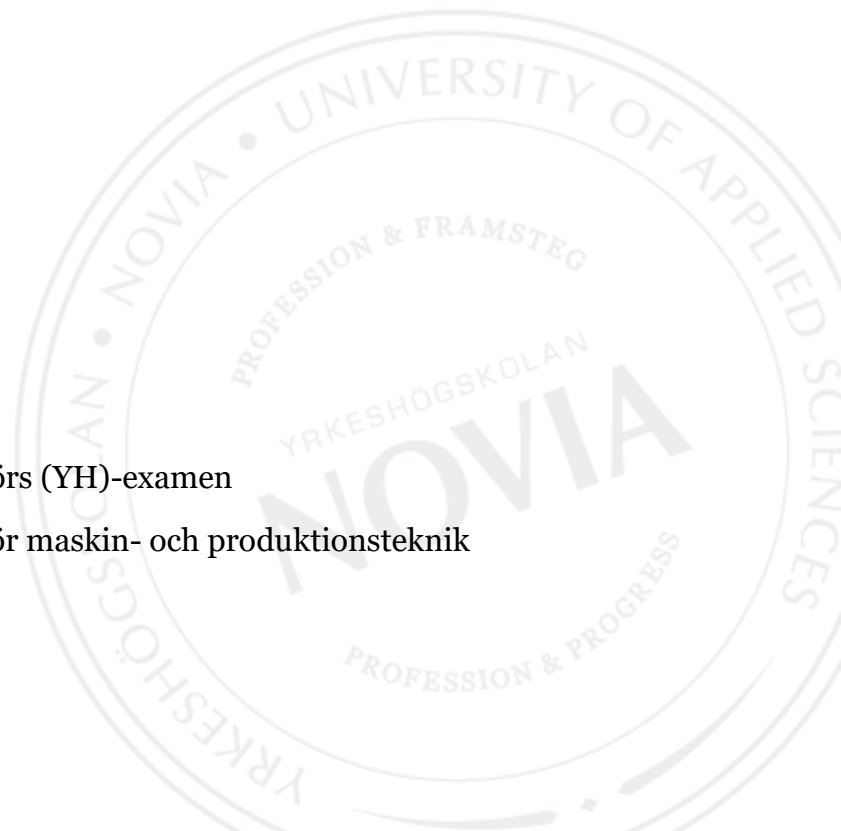 YRKESHÖGSKOLAN • NOVIA • UNIVERSITY OF APPLIED SCIENCES
PROFESSION & FRAMSTEG
YRKESHÖGSKOLAN
NOVIA
örs (YH)-examen
ör maskin- och produktionsteknik
PROFESSION & PROGRESS